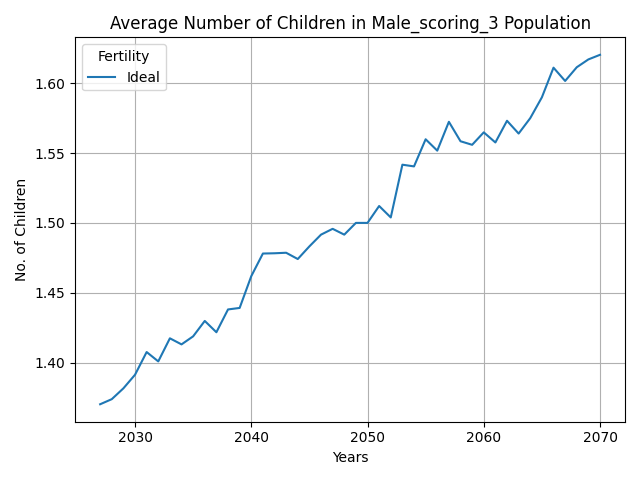 Average Number of Children in Male_scoring_3 Population
Fertility
Ideal
No. of Children
1.60
1.55
1.50
1.45
1.40
2030 2040 2050 2060 2070
Years